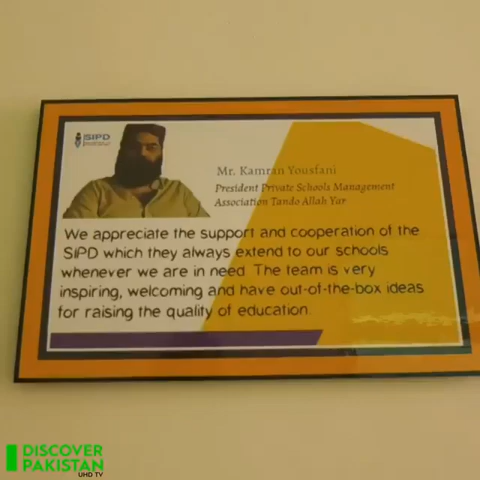 SIPD
Mr. Kamran Yousfani
President Private Schools Management
Association Tando Allah Yar
We appreciate the support and cooperation of the
SIPD which they always extend to our schools
whenever we are in need. The team is very
inspiring, welcoming and have out-of-the-box ideas
for raising the quality of education.
DISCOVER
PAKISTAN
UHD TV